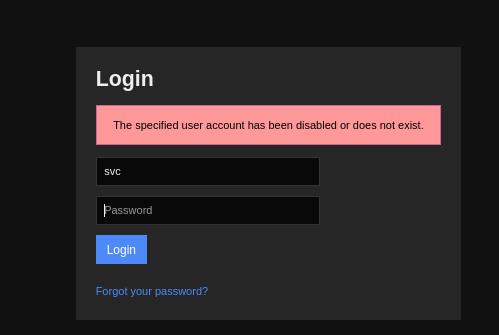 Login
The specified user account has been disabled or does not exist.
svc
Password
Login
Forgot your password?